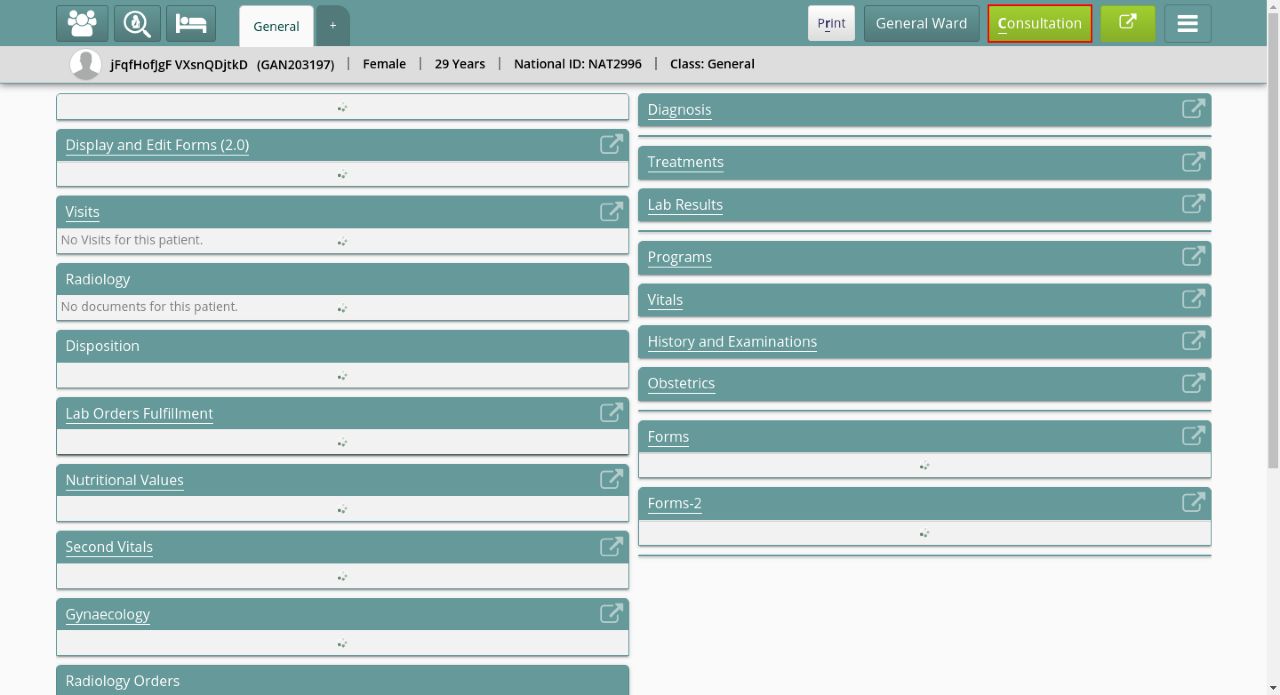 General
+
Print
General Ward
Consultation
jFqfHofJgF VXsnQDjtkD (GAN203197) | Female | 29 Years | National ID: NAT2996 | Class: General
Display and Edit Forms (2.0)
Visits
No Visits for this patient.
Radiology
No documents for this patient.
Disposition
Lab Orders Fulfillment
Nutritional Values
Second Vitals
Gynaecology
Radiology Orders
Diagnosis
Treatments
Lab Results
Programs
Vitals
History and Examinations
Obstetrics
Forms
Forms-2